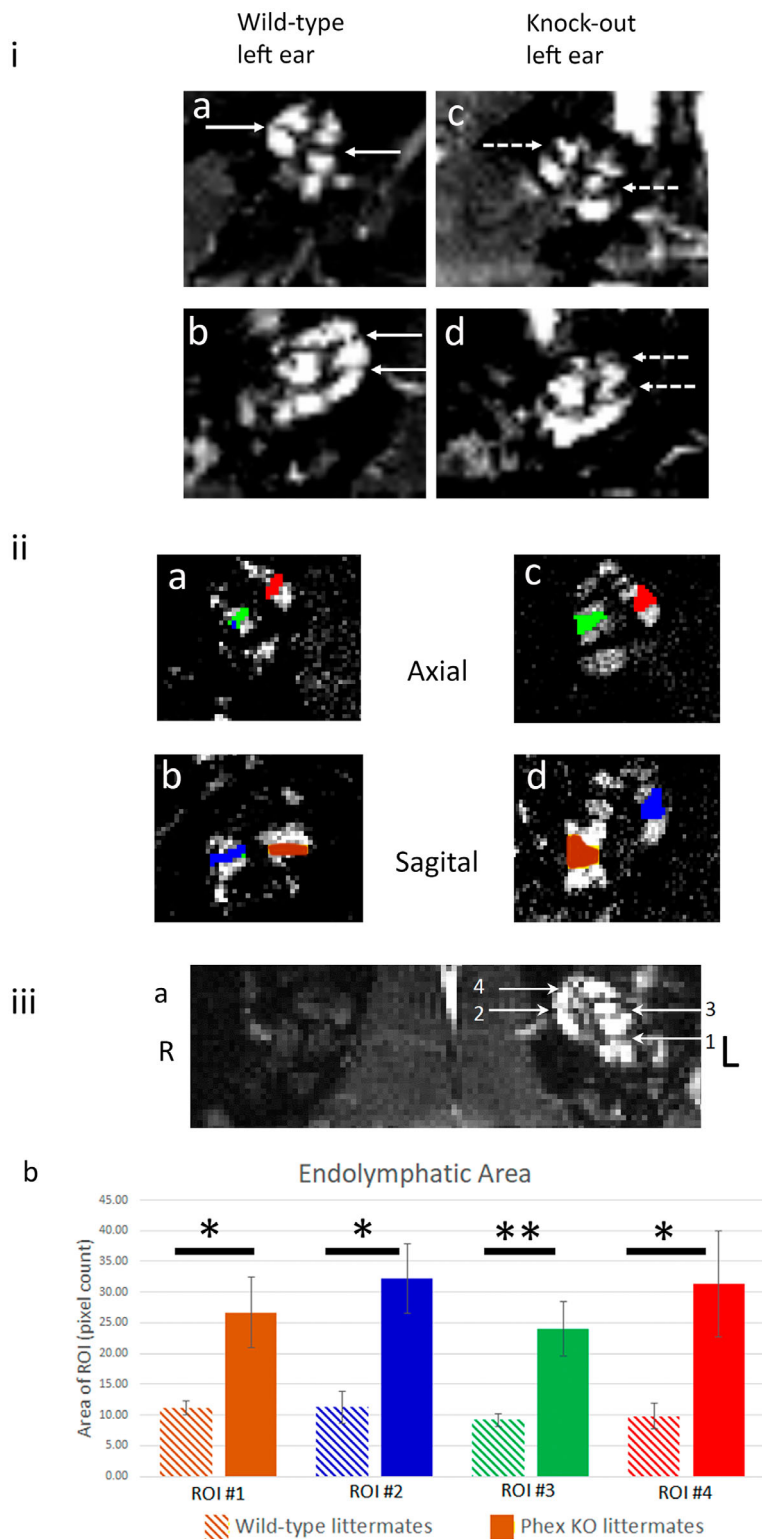 Wild-type
left ear
Knock-out
left ear
i
a
c
b
d
ii
a
c
Axial
b
d
Sagital
iii
a
R
4
2
3
1
L
b
Endolymphatic Area
Area of ROI (pixel count)
45.00
40.00
35.00
30.00
25.00
20.00
15.00
10.00
5.00
0.00
*
*
**
*
ROI #1
ROI #2
ROI #3
ROI #4
Wild-type littermates
Phex KO littermates